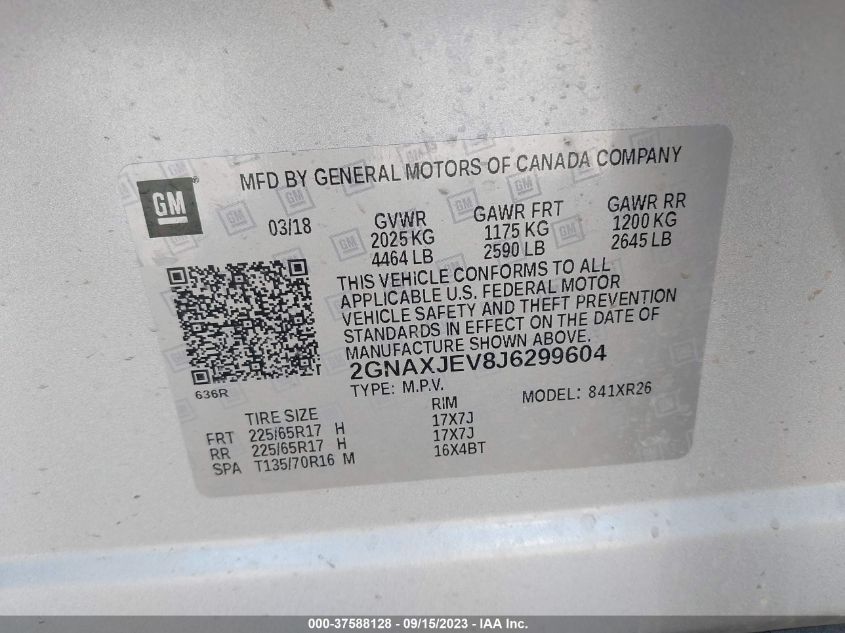 MFD BY GENERAL MOTORS OF CANADA COMPANY
GM
03/18
GVWR GAWR FRT GAWR RR
2025 KG 1175 KG 1200 KG
4464 LB 2590 LB 2645 LB
THIS VEHICLE CONFORMS TO ALL
APPLICABLE U.S. FEDERAL MOTOR
VEHICLE SAFETY AND THEFT PREVENTION
STANDARDS IN EFFECT ON THE DATE OF
MANUFACTURE SHOWN ABOVE.
2GNAXJEV8J6299604
636R
TYPE: M.P.V. MODEL: 841XR26
TIRE SIZE RIM
FRT 225/65R17 H 17X7J
RR 225/65R17 H 17X7J
SPA T135/70R16 M 16X4BT
000-37588128 - 09/15/2023 - IAA Inc.